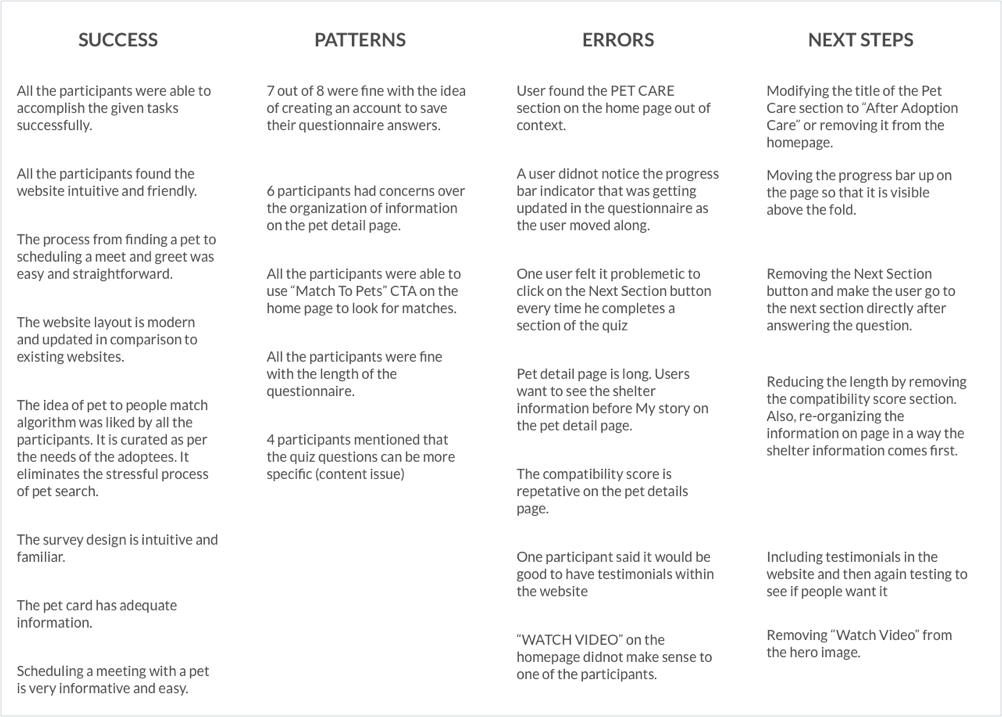 SUCCESS
All the participants were able to
accomplish the given tasks
successfully.
All the participants found the
website intuitive and friendly.
The process from finding a pet to
scheduling a meet and greet was
easy and straightforward.
The website layout is modern
and updated in comparison to
existing websites.
The idea of pet to people match
algorithm was liked by all the
participants. It is curated as per
the needs of the adoptees. It
eliminates the stressful process
of pet search.
The survey design is intuitive and
familiar.
The pet card has adequate
information.
Scheduling a meeting with a pet
is very informative and easy.
PATTERNS
7 out of 8 were fine with the idea
of creating an account to save
their questionnaire answers.
6 participants had concerns over
the organization of information
on the pet detail page.
All the participants were able to
use “Match To Pets” CTA on the
home page to look for matches.
All the participants were fine
with the length of the
questionnaire.
4 participants mentioned that
the quiz questions can be more
specific (content issue)
ERRORS
User found the PET CARE
section on the home page out of
context.
A user didnot notice the progress
bar indicator that was getting
updated in the questionnaire as
the user moved along.
One user felt it problemetic to
click on the Next Section button
every time he completes a
section of the quiz
Pet detail page is long. Users
want to see the shelter
information before My story on
the pet detail page.
The compatibility score is
repetative on the pet details
page.
One participant said it would be
good to have testimonials within
the website
“WATCH VIDEO” on the
homepage didnot make sense to
one of the participants.
NEXT STEPS
Modifying the title of the Pet
Care section to “After Adoption
Care” or removing it from the
homepage.
Moving the progress bar up on
the page so that it is visible
above the fold.
Removing the Next Section
button and make the user go to
the next section directly after
answering the question.
Reducing the length by removing
the compatibility score section.
Also, re-organizing the
information on page in a way the
shelter information comes first.
Including testimonials in the
website and then again testing to
see if people want it
Removing “Watch Video” from
the hero image.